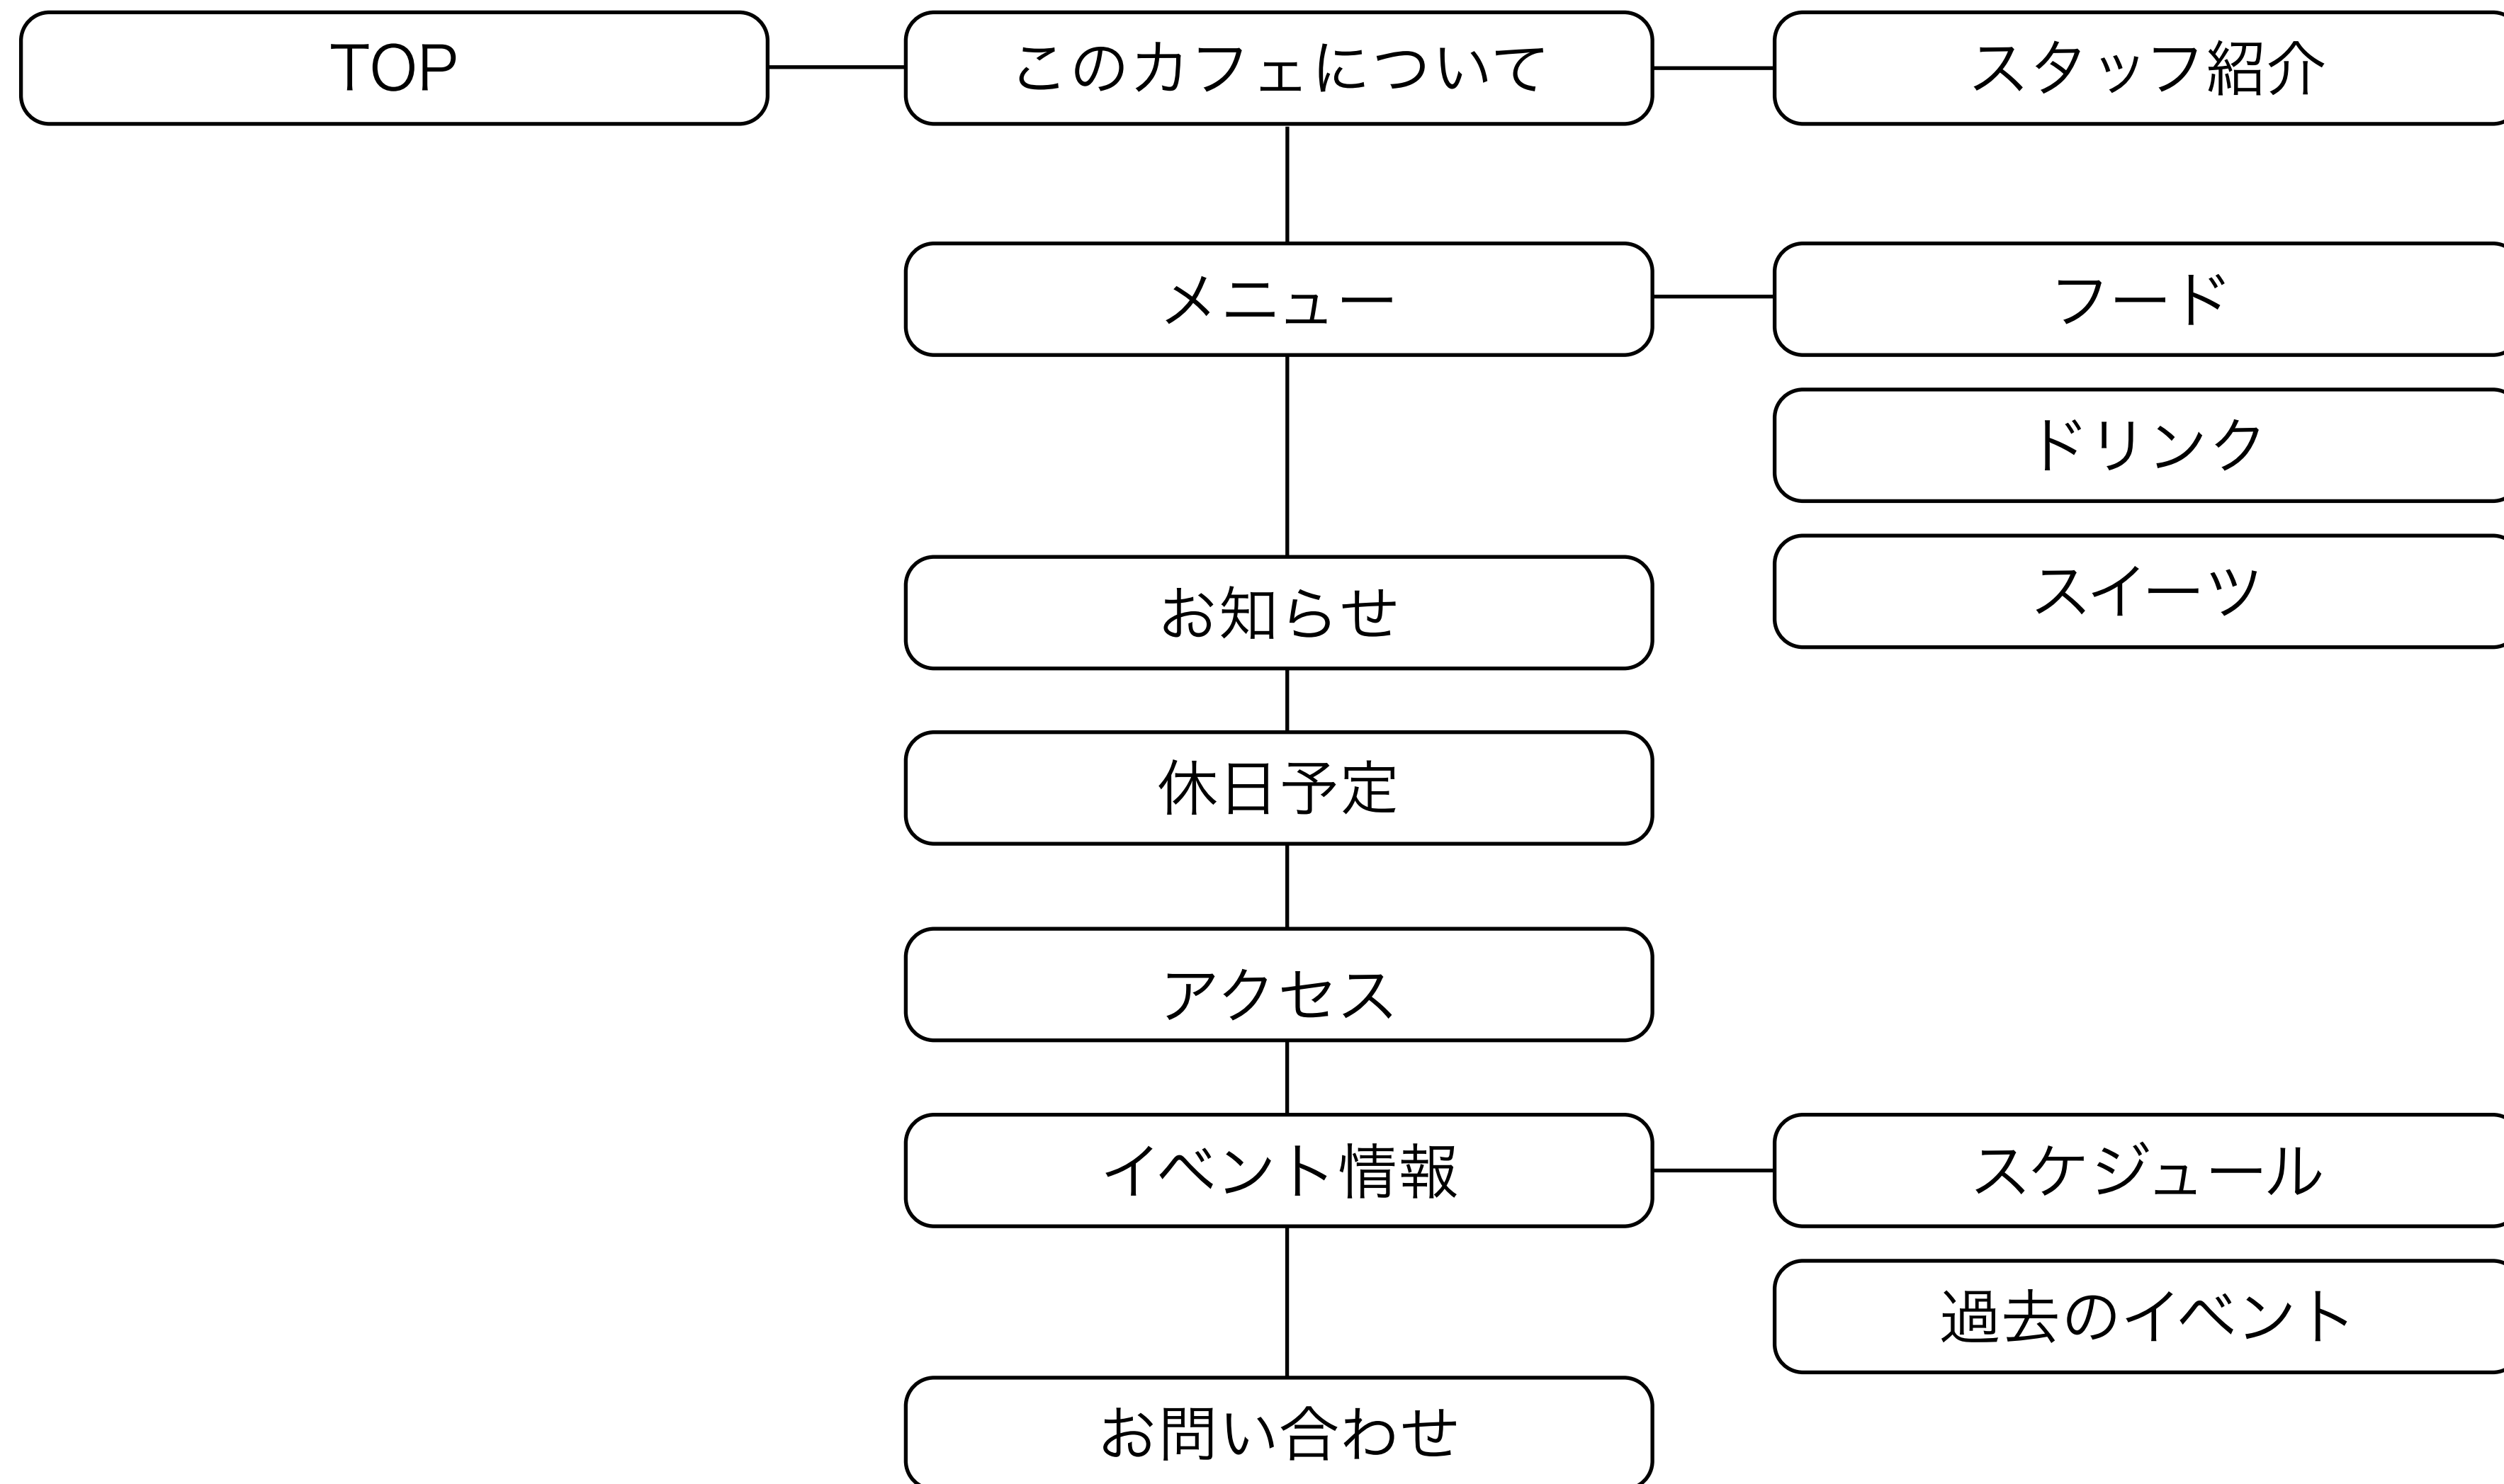 TOP
このカフェについて
スタッフ紹介
メニュー
フード
ドリンク
スイーツ
お知らせ
休日予定
アクセス
イベント情報
スケジュール
過去のイベント
お問い合わせ